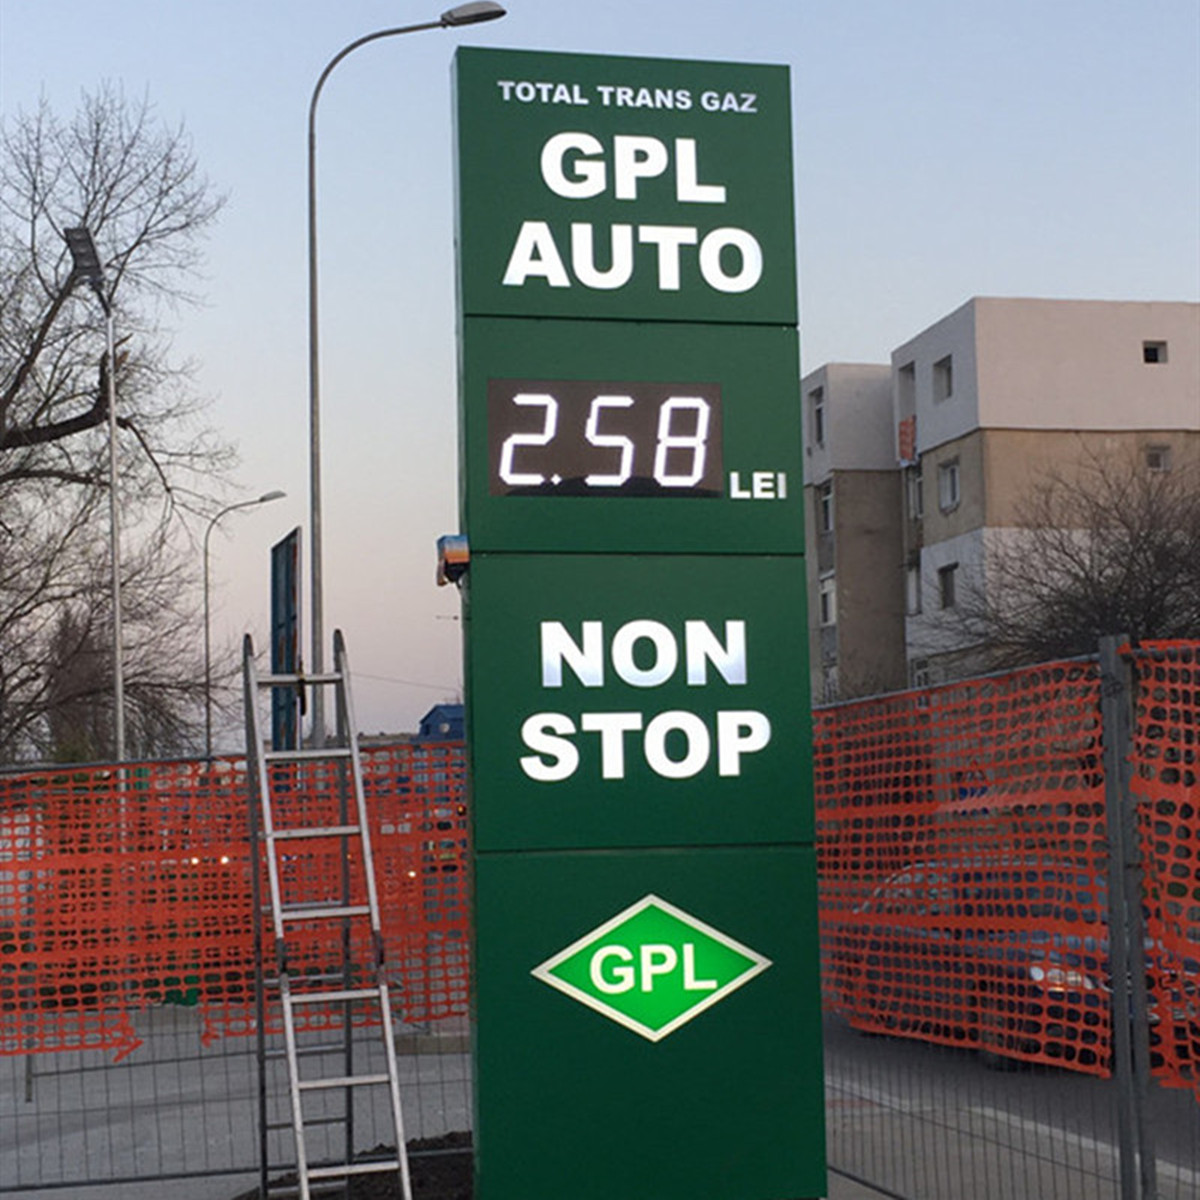 TOTAL TRANS GAZ
GPL
AUTO
2.58 LEI
NON
STOP
GPL